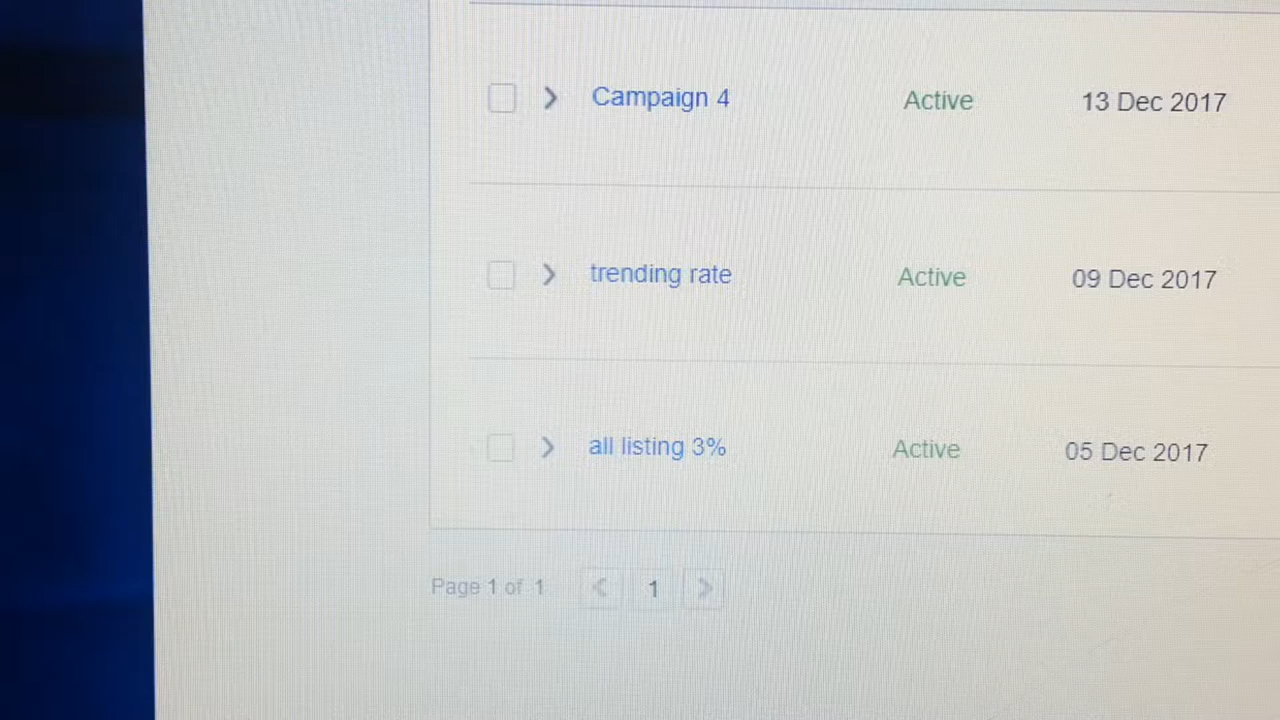 Campaign 4 Active 13 Dec 2017
trending rate Active 09 Dec 2017
all listing 3% Active 05 Dec 2017
Page 1 of 1 < 1 >